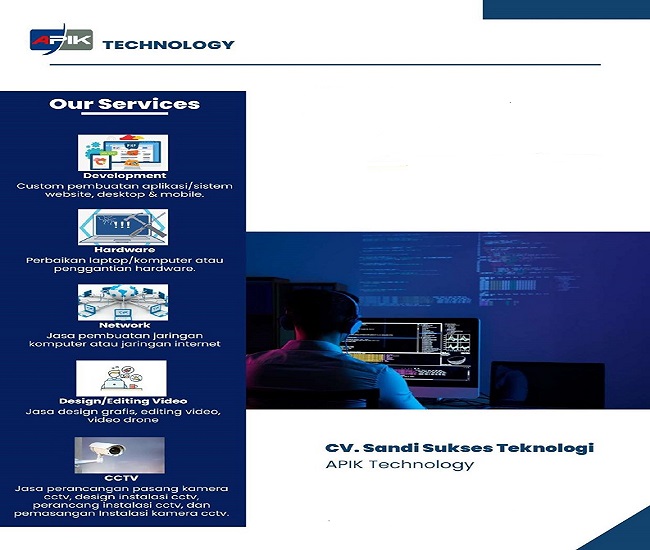 APIK TECHNOLOGY
Our Services
Development
Custom pembuatan aplikasi/sistem
website, desktop & mobile.
Hardware
Perbaikan laptop/komputer atau
penggantian hardware.
Network
Jasa pembuatan jaringan
komputer atau jaringan internet
Design/Editing Video
Jasa design grafis, editing video,
video drone
CCTV
Jasa perancangan pasang kamera
cctv, design instalasi cctv,
perancang instalasi cctv, dan
pemasangan Instalasi kamera cctv.
CV. Sandi Sukses Teknologi
APIK Technology